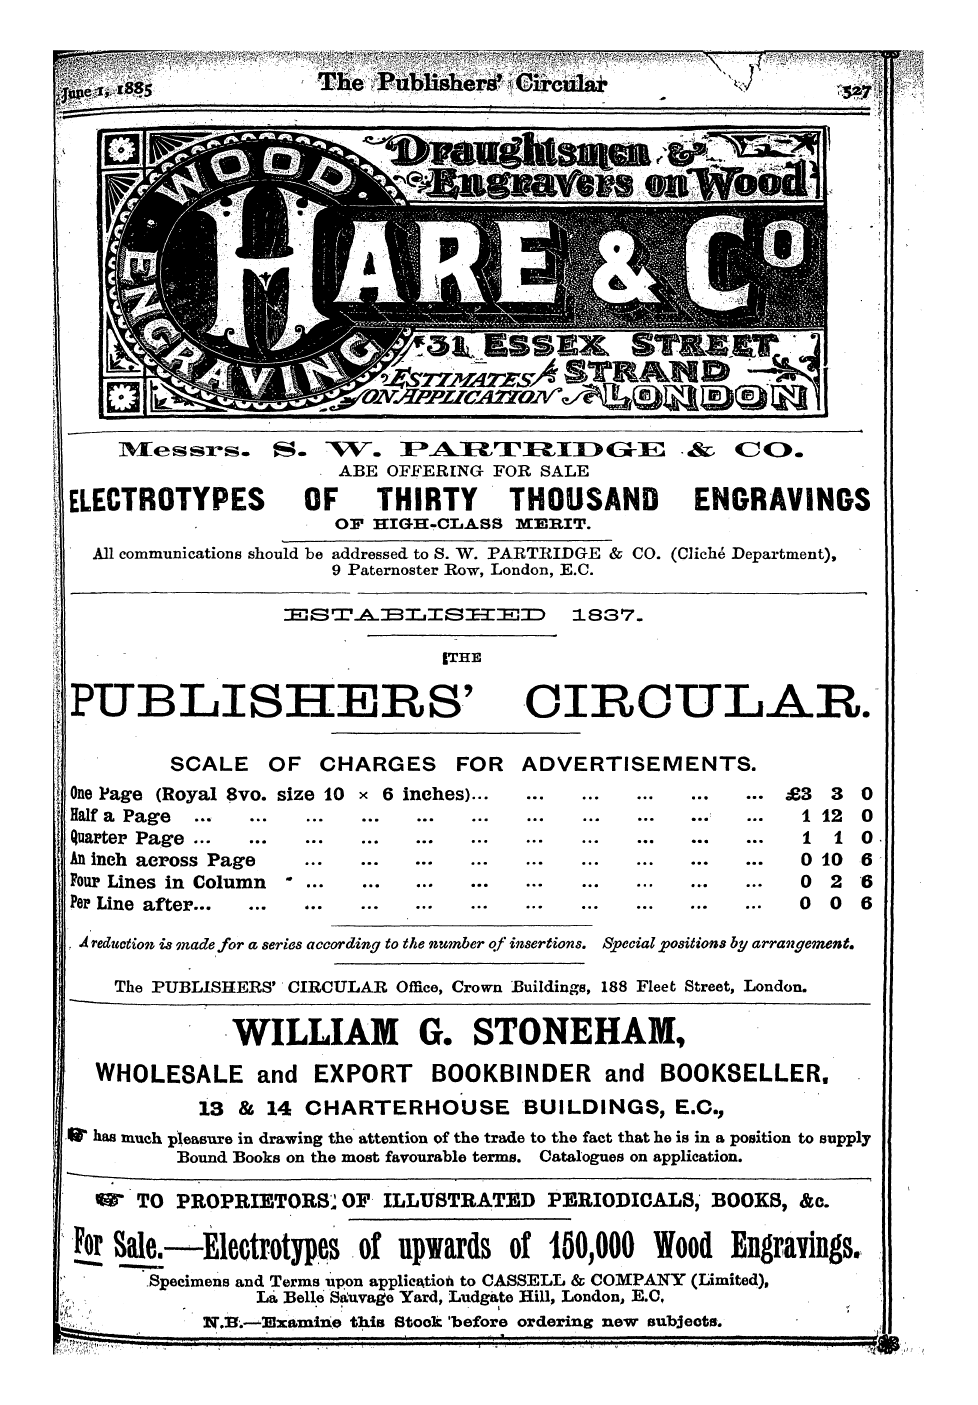 June 1, 1885 The Publishers' Circular 527
Draughtsmen, &
Engravers on Wood
WOOD
ENGRAVING
HARE & Co
31, ESSEX STREET
STRAND
LONDON
ESTIMATES
ON APPLICATION
Messrs. S. W. PARTRIDGE & CO.
ABE OFFERING FOR SALE
ELECTROTYPES OF THIRTY THOUSAND ENGRAVINGS
OF HIGH-CLASS MERIT.
All communications should be addressed to S. W. PARTRIDGE & CO. (Cliché Department),
9 Paternoster Row, London, E.C.
ESTABLISHED 1837.
THE
PUBLISHERS' CIRCULAR.
SCALE OF CHARGES FOR ADVERTISEMENTS.
One Page (Royal 8vo. size 10 × 6 inches)... ... ... ... ... ... £3 3 0
Half a Page ... ... ... ... ... ... ... ... ... ... ... 1 12 0
Quarter Page ... ... ... ... ... ... ... ... ... ... ... 1 1 0
An inch across Page ... ... ... ... ... ... ... ... ... 0 10 6
Four Lines in Column ... ... ... ... ... ... ... ... ... 0 2 6
Per Line after... ... ... ... ... ... ... ... ... ... ... 0 0 6
A reduction is made for a series according to the number of insertions. Special positions by arrangement.
The PUBLISHERS' CIRCULAR Office, Crown Buildings, 188 Fleet Street, London.
WILLIAM G. STONEHAM,
WHOLESALE and EXPORT BOOKBINDER and BOOKSELLER,
13 & 14 CHARTERHOUSE BUILDINGS, E.C.,
☞ has much pleasure in drawing the attention of the trade to the fact that he is in a position to supply
Bound Books on the most favourable terms. Catalogues on application.
☞ TO PROPRIETORS OF ILLUSTRATED PERIODICALS, BOOKS, &c.
For Sale.—Electrotypes of upwards of 150,000 Wood Engravings.
Specimens and Terms upon application to CASSELL & COMPANY (Limited),
La Belle Sauvage Yard, Ludgate Hill, London, E.C.
N.B.—Examine this Stock before ordering new subjects.